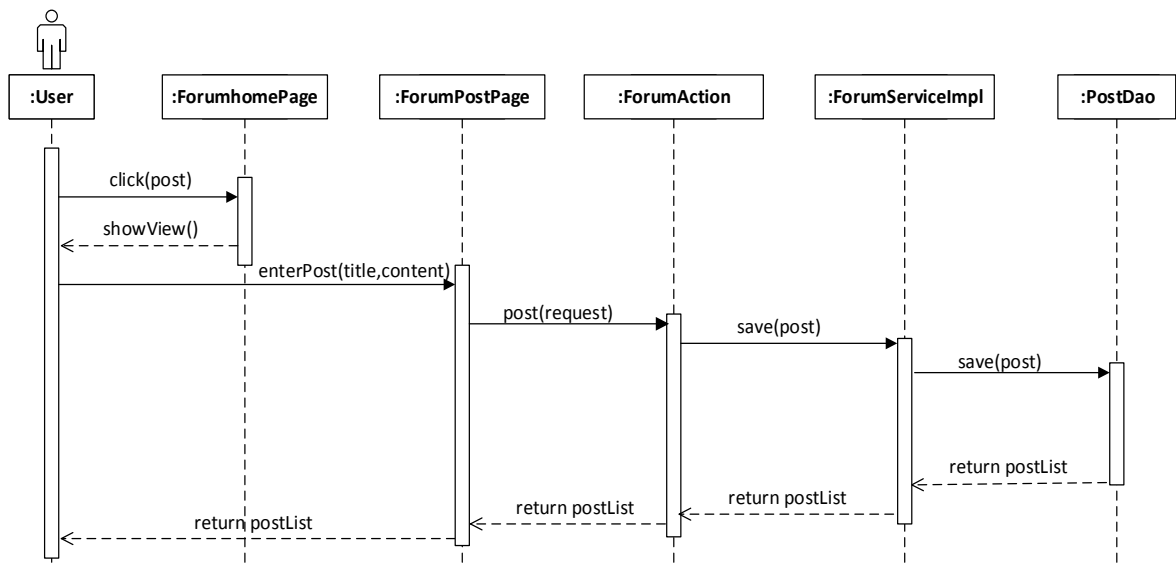 :User
:ForumhomePage
:ForumPostPage
:ForumAction
:ForumServiceImpl
:PostDao
click(post)
showView()
enterPost(title,content)
post(request)
save(post)
save(post)
return postList
return postList
return postList
return postList